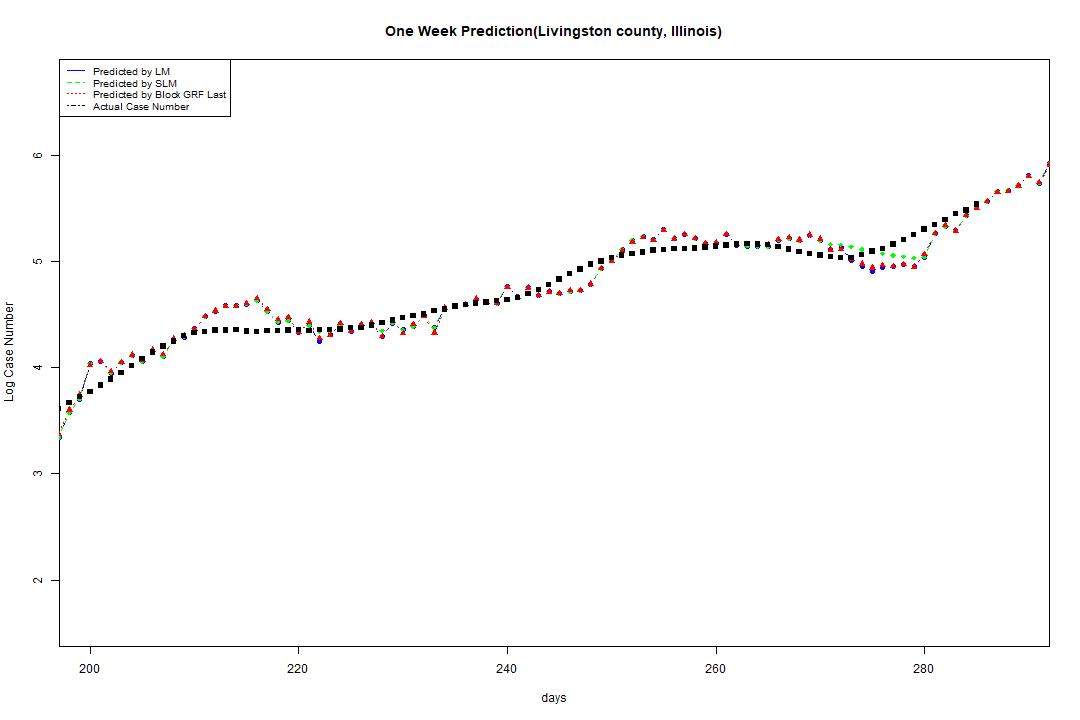 One Week Prediction(Livingston county, Illinois)
Predicted by LM
Predicted by SLM
Predicted by Block GRF Last
Actual Case Number
6
5
4
3
2
Log Case Number
200 220 240 260 280
days